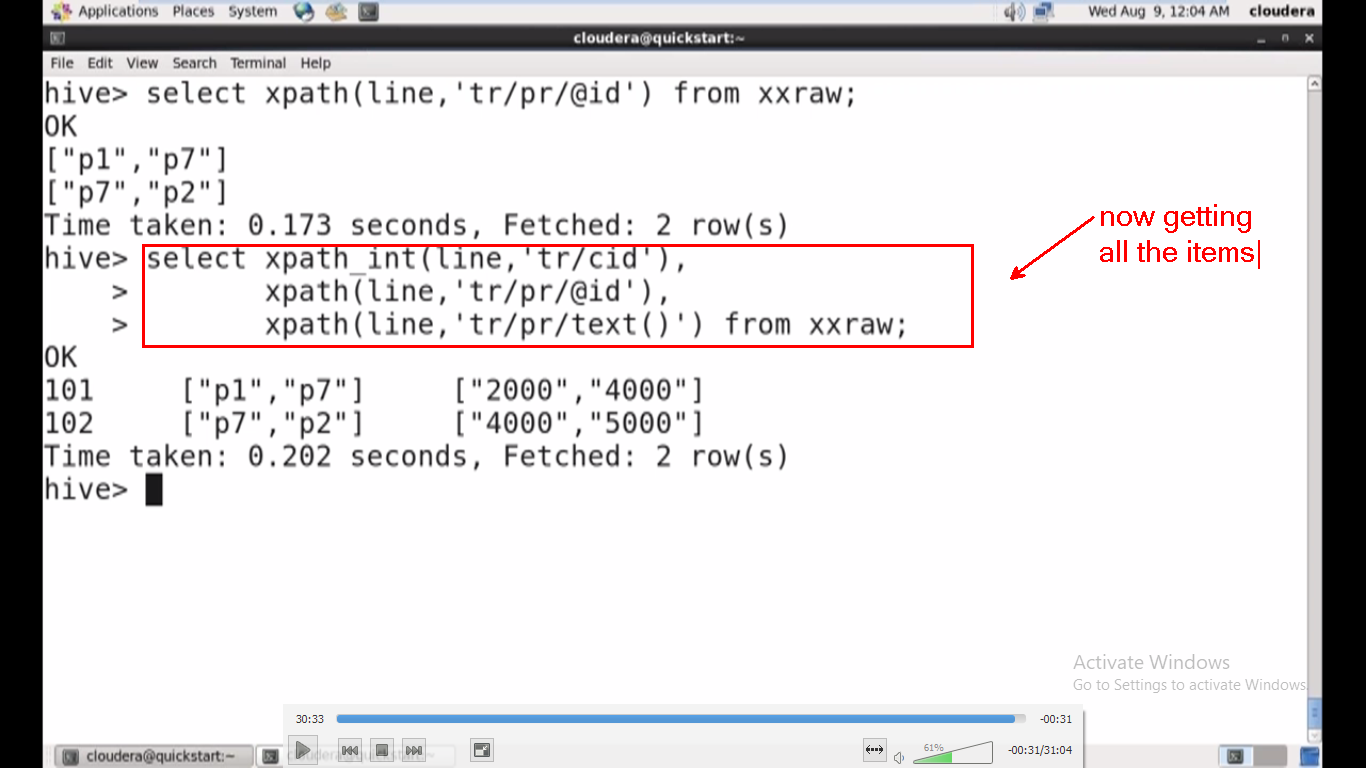 Applications Places System Wed Aug 9, 12:04 AM cloudera
cloudera@quickstart:~
File Edit View Search Terminal Help
hive> select xpath(line,'tr/pr/@id') from xxraw;
OK
["p1","p7"]
["p7","p2"]
Time taken: 0.173 seconds, Fetched: 2 row(s)
hive> select xpath_int(line,'tr/cid'),
> xpath(line,'tr/pr/@id'),
> xpath(line,'tr/pr/text()') from xxraw;
OK
101 ["p1","p7"] ["2000","4000"]
102 ["p7","p2"] ["4000","5000"]
Time taken: 0.202 seconds, Fetched: 2 row(s)
hive>
now getting
all the items
Activate Windows
Go to Settings to activate Windows.
30:33 -00:31
61% -00:31/31:04
cloudera@quickstart:~ cloudera@quickstart:~